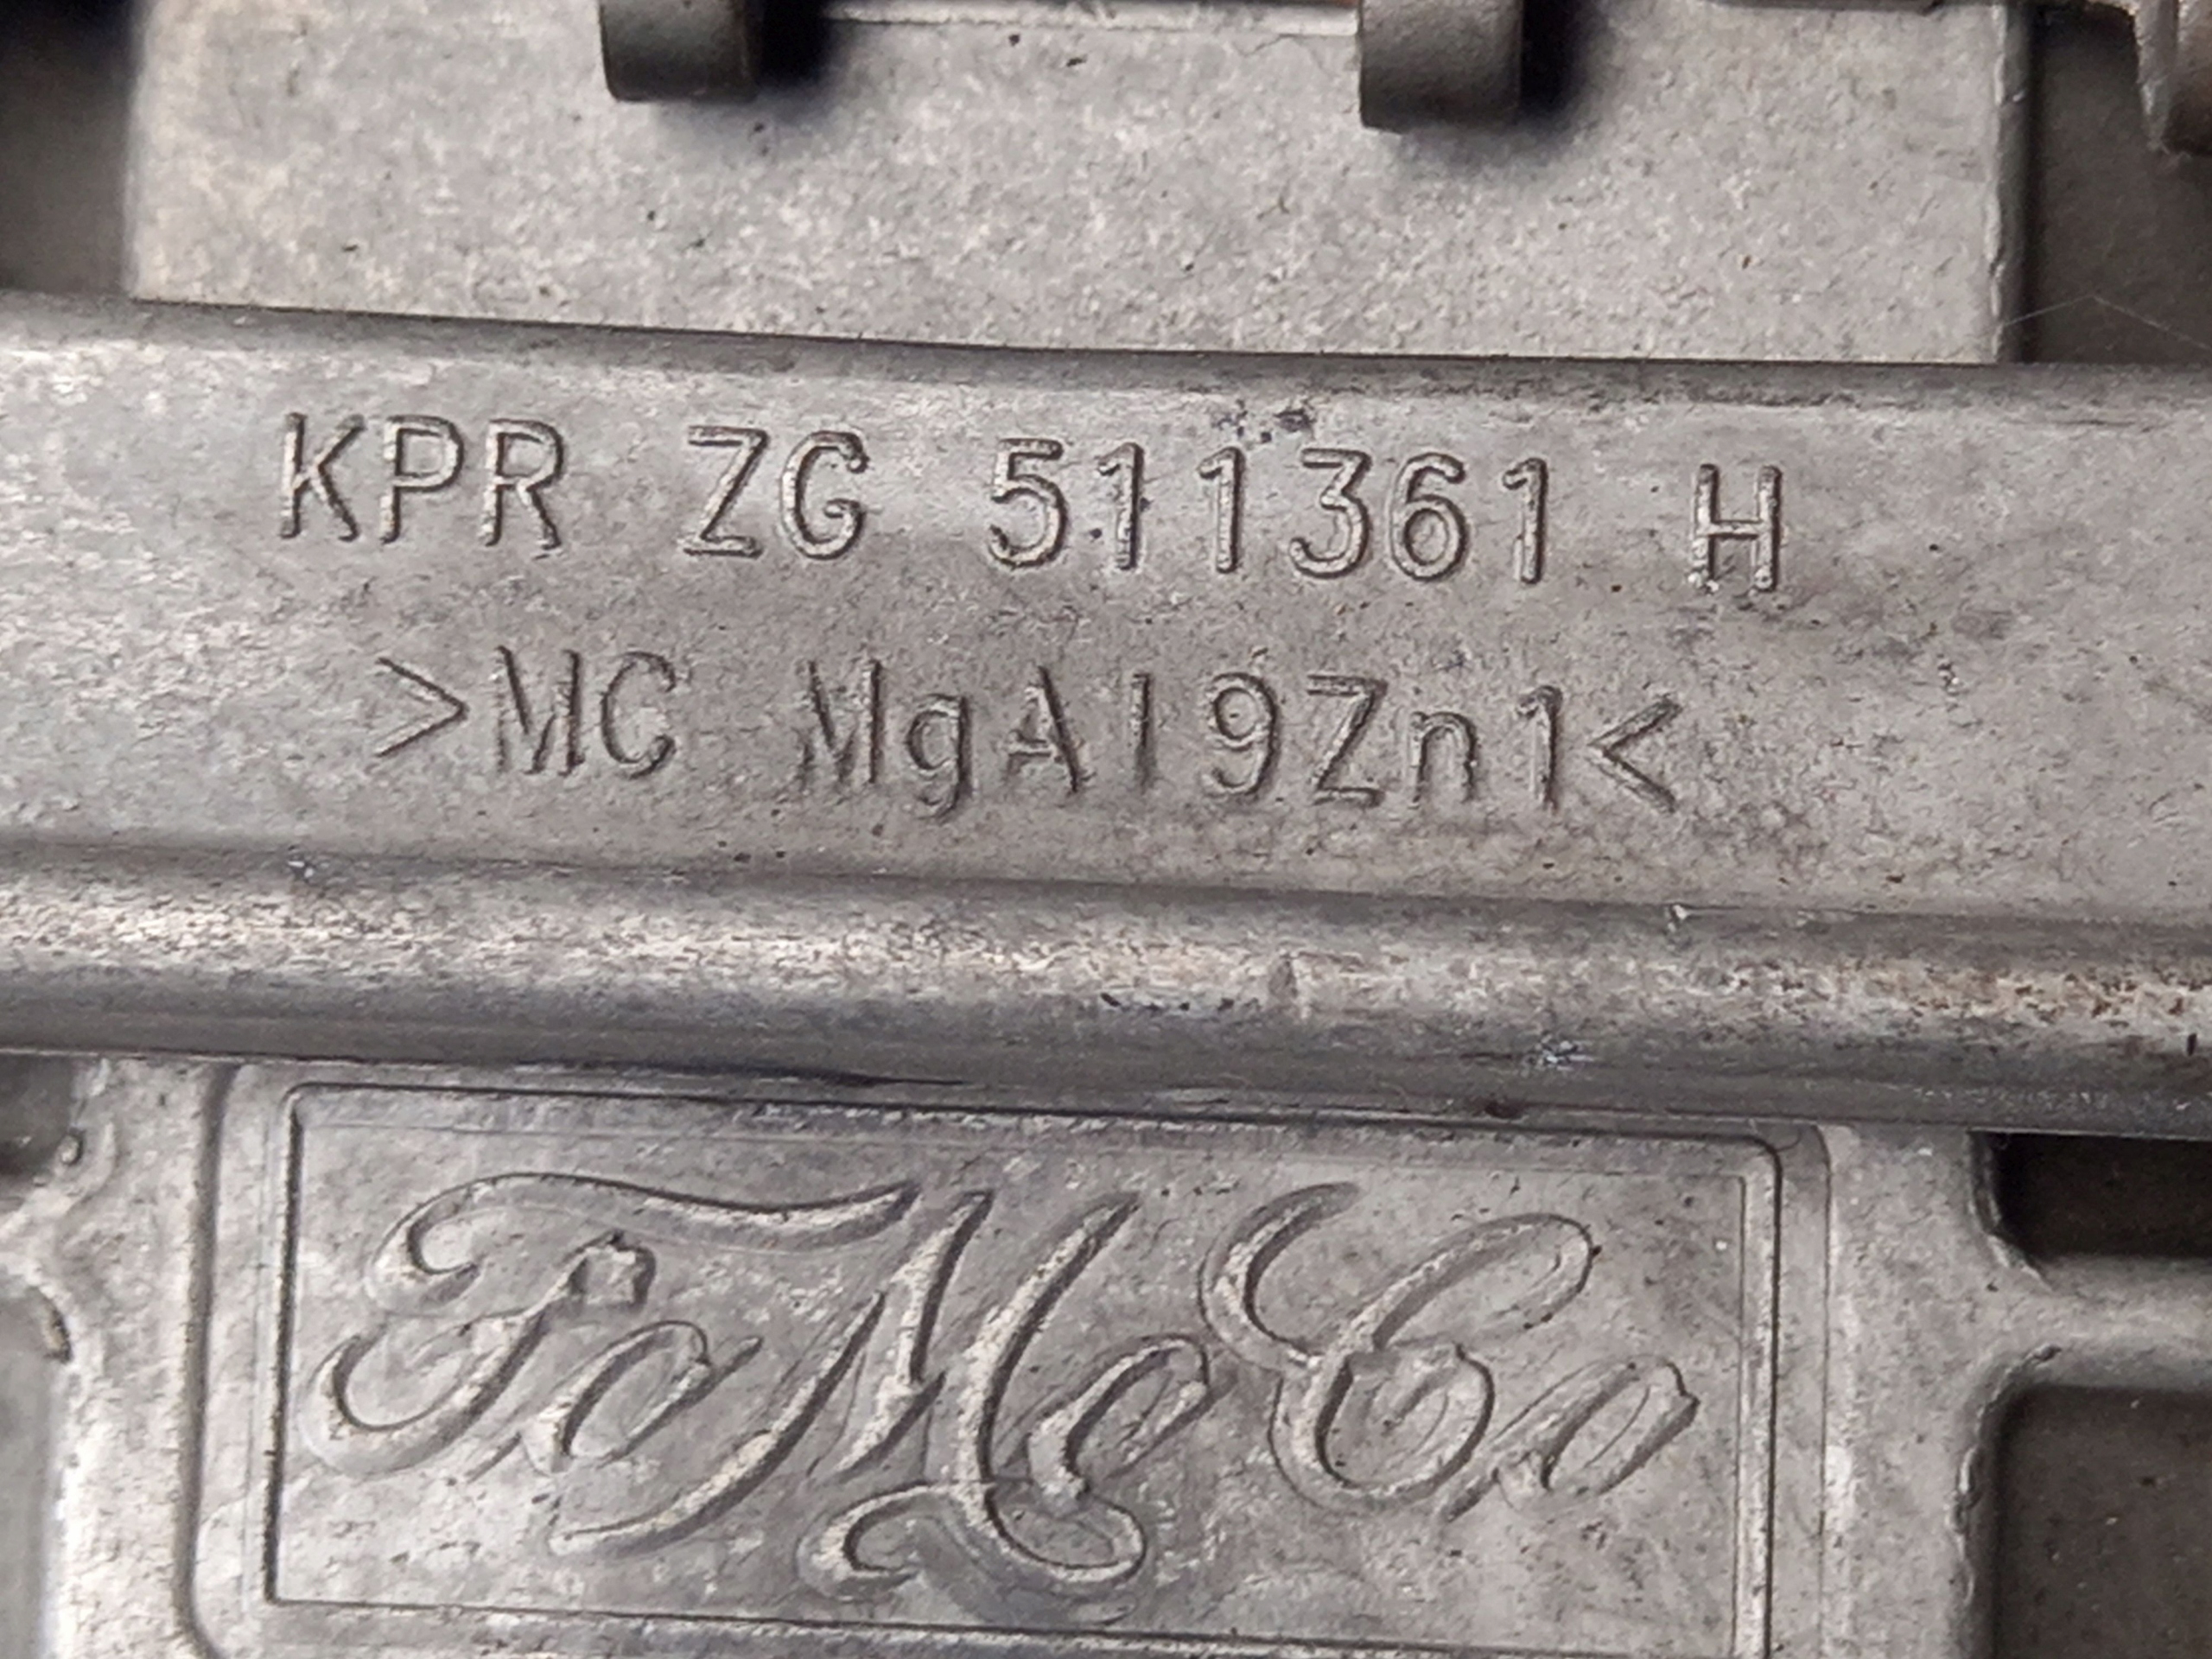 KPR ZG 511361 H
>MC MgAl9Zn1<
FoMoCo